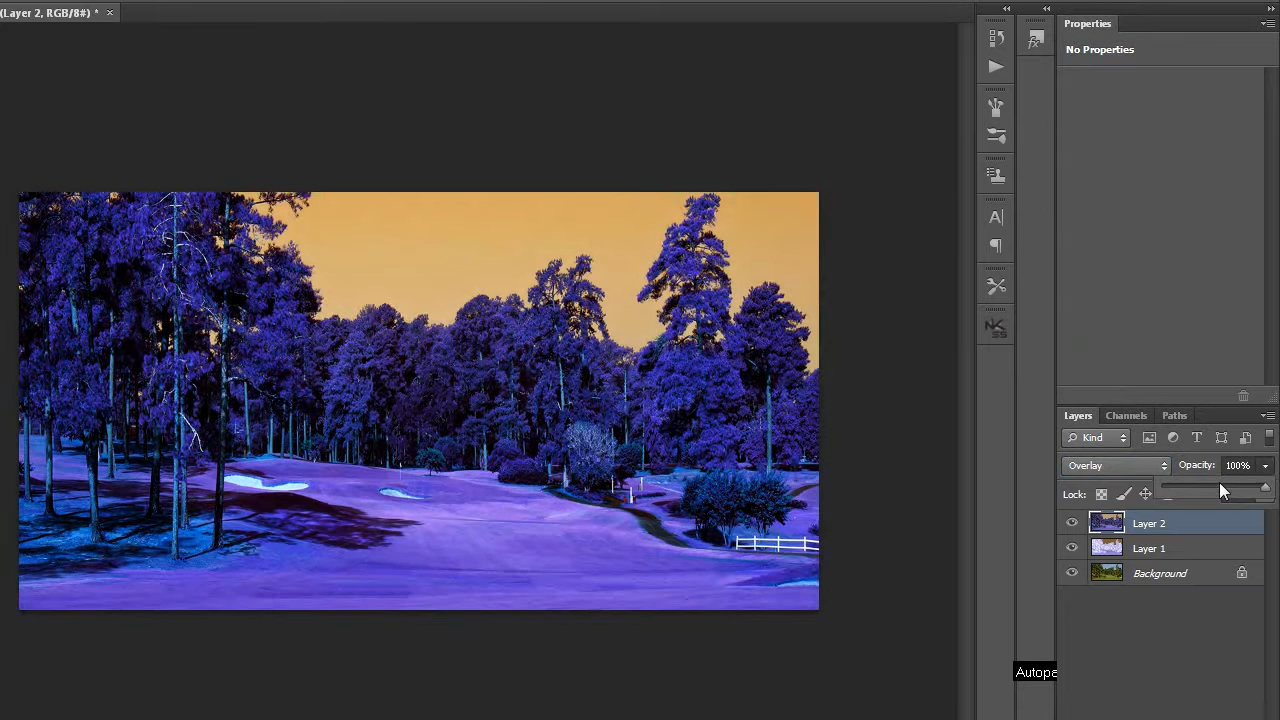 (Layer 2, RGB/8#) * ×
Properties
No Properties
Layers Channels Paths
Kind
Overlay Opacity: 100%
Lock:
Layer 2
Layer 1
Background
Autopa